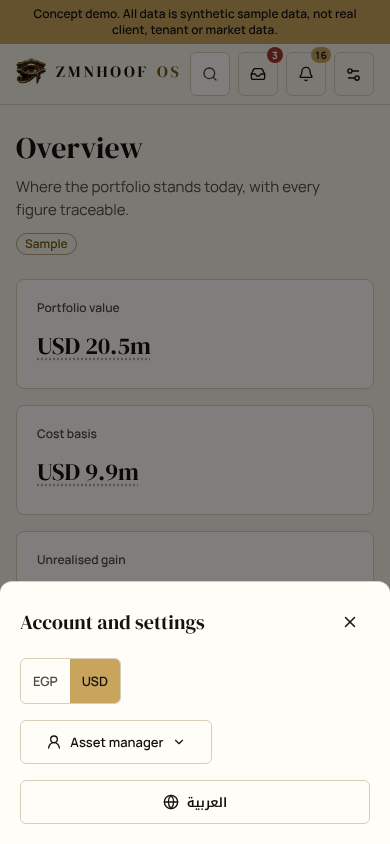 Concept demo. All data is synthetic sample data, not real
client, tenant or market data.
ZMNHOOF OS
3
16
Overview
Where the portfolio stands today, with every
figure traceable.
Sample
Portfolio value
USD 20.5m
Cost basis
USD 9.9m
Unrealised gain
Account and settings
EGP
USD
Asset manager
العربية